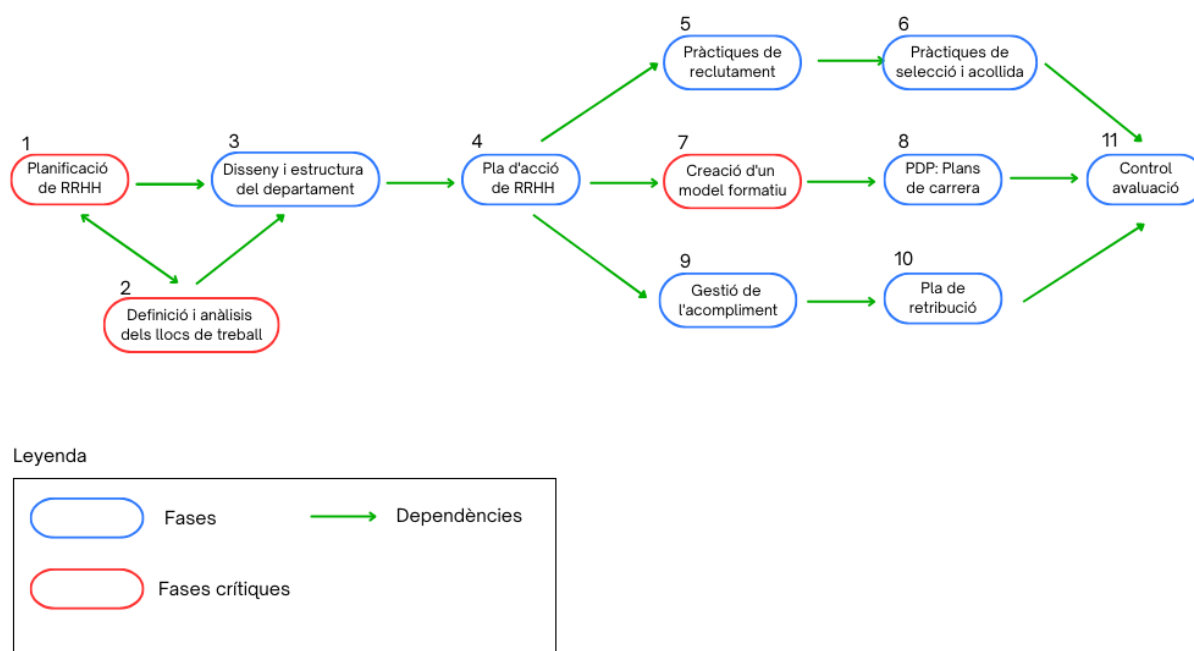 5
Pràctiques de
reclutament
6
Pràctiques de
selecció i acollida
1
Planificació
de RRHH
3
Disseny i estructura
del departament
4
Pla d'acció
de RRHH
7
Creació d'un
model formatiu
8
PDP: Plans
de carrera
11
Control
avaluació
2
Definició i anàlisis
dels llocs de treball
9
Gestió de
l'acompliment
10
Pla de
retribució
Leyenda
Fases
Dependències
Fases crítiques